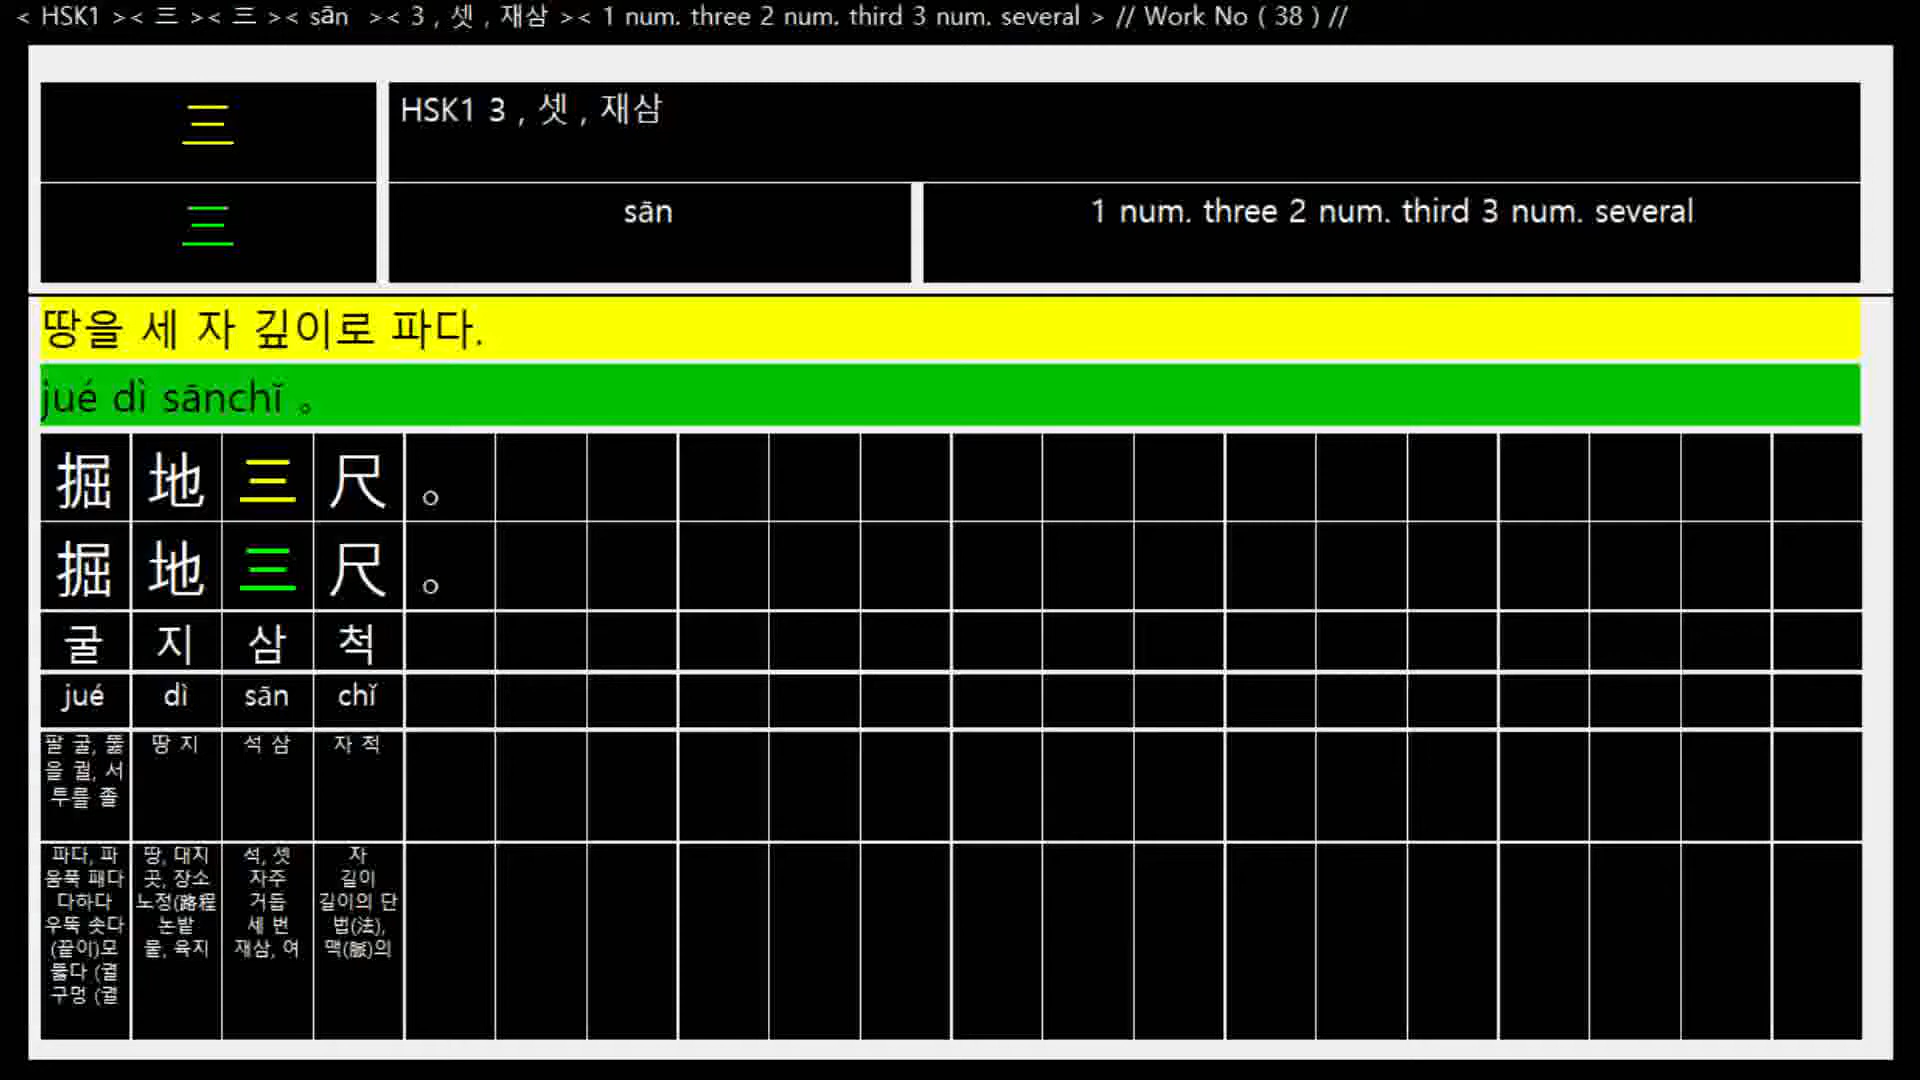 < HSK1 >< 三 >< 三 >< sān  >< 3 , 셋 , 재삼 >< 1 num. three 2 num. third 3 num. several > // Work No ( 38 ) //
三
HSK1 3 , 셋 , 재삼
三
sān
1 num. three 2 num. third 3 num. several
땅을 세 자 깊이로 파다.
jué dì sānchǐ 。
掘 地 三 尺 。
掘 地 三 尺 。
굴 지 삼 척
jué dì sān chǐ
팔 굴, 뚫 땅 지 석 삼 자 적
을 궐, 서
투를 졸
파다, 파 땅, 대지 석, 셋 자
움푹 패다 곳, 장소 자주 길이
다하다 노정(路程 거듭 길이의 단
우뚝 솟다 논밭 세 번 법(法),
(끝이)모 뭍, 육지 재삼, 여 맥(脈)의
뚫다 (궐
구멍 (궐